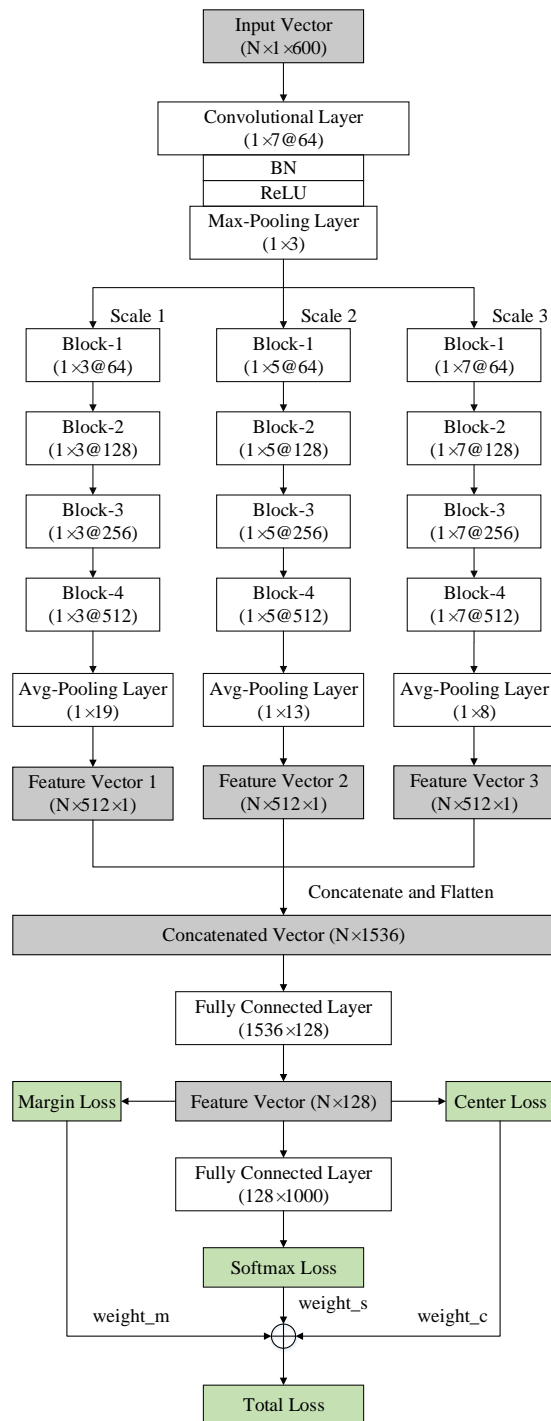 Input Vector
(N×1×600)
Convolutional Layer
(1×7@64)
BN
ReLU
Max-Pooling Layer
(1×3)
Scale 1
Scale 2
Scale 3
Block-1
(1×3@64)
Block-1
(1×5@64)
Block-1
(1×7@64)
Block-2
(1×3@128)
Block-2
(1×5@128)
Block-2
(1×7@128)
Block-3
(1×3@256)
Block-3
(1×5@256)
Block-3
(1×7@256)
Block-4
(1×3@512)
Block-4
(1×5@512)
Block-4
(1×7@512)
Avg-Pooling Layer
(1×19)
Avg-Pooling Layer
(1×13)
Avg-Pooling Layer
(1×8)
Feature Vector 1
(N×512×1)
Feature Vector 2
(N×512×1)
Feature Vector 3
(N×512×1)
Concatenate and Flatten
Concatenated Vector (N×1536)
Fully Connected Layer
(1536×128)
Margin Loss
Feature Vector (N×128)
Center Loss
Fully Connected Layer
(128×1000)
Softmax Loss
weight_m
weight_s
weight_c
Total Loss